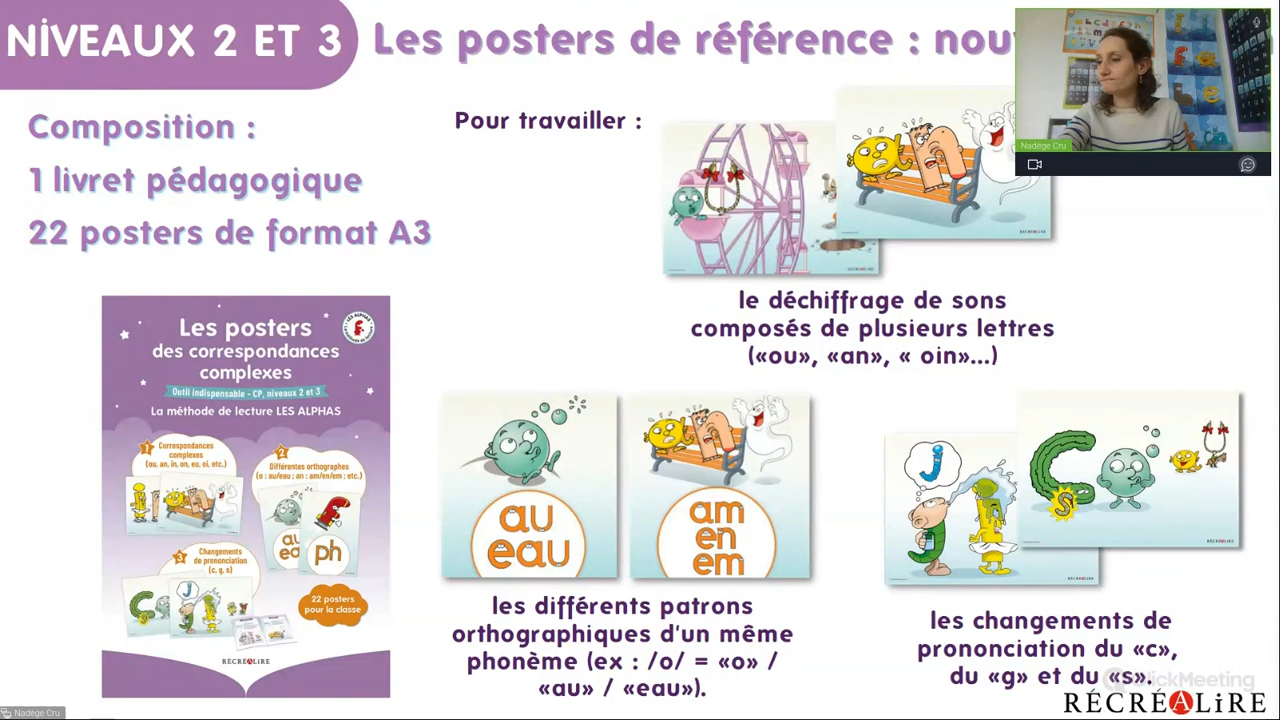 NIVEAUX 2 ET 3
Les posters de référence : nou
Composition :
1 livret pédagogique
22 posters de format A3
Pour travailler :
Nadège Cru
le déchiffrage de sons
composés de plusieurs lettres
(«ou», «an», « oin»...)
Les posters
des correspondances
complexes
Outil indispensable - CP, niveaux 2 et 3
La méthode de lecture LES ALPHAS
1 Correspondances
complexes
(ou, an, in, on, eu, oi, etc.)
2
Différentes orthographes
(o : au/eau ; an : am/en/em ; etc.)
au
ph
3 Changements
de prononciation
(c, g, s)
J
22 posters
pour la classe
RÉCRÉALIRE
au
eau
am
en
em
J
s
RÉCRÉALIRE
les différents patrons
orthographiques d'un même
phonème (ex : /o/ = «o» /
«au» / «eau»).
les changements de
prononciation du «c»,
du «g» et du «s».
ClickMeeting
RÉCRÉALIRE
Nadège Cru